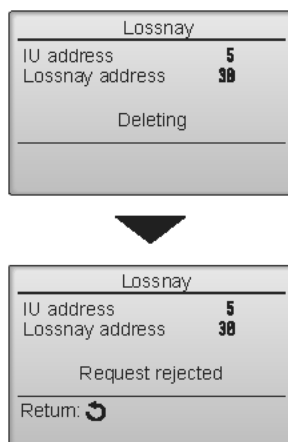 Lossnay
IU address 5
Lossnay address 30
Deleting
Lossnay
IU address 5
Lossnay address 30
Request rejected
Return: